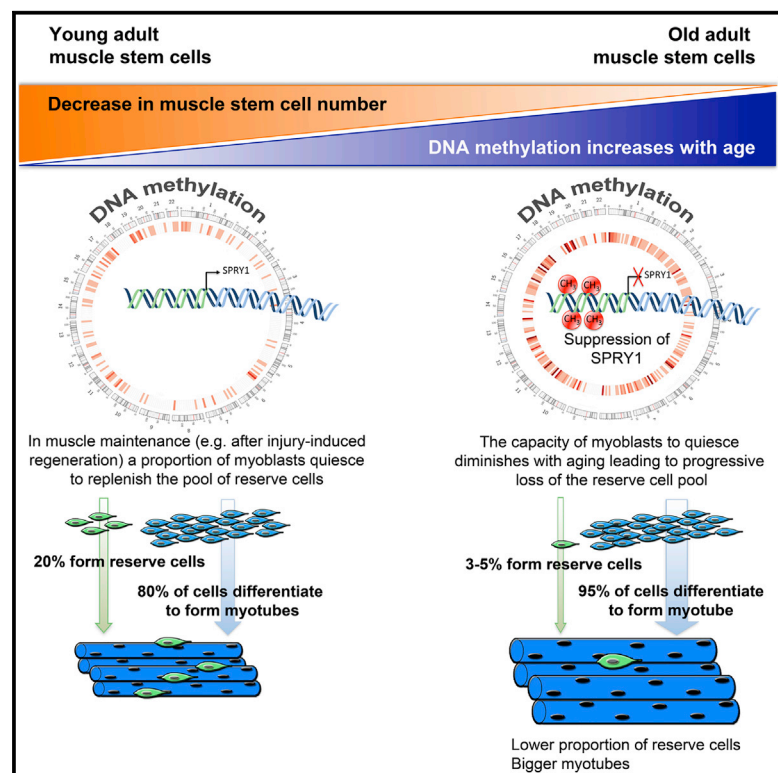 Young adult
muscle stem cells
Old adult
muscle stem cells
Decrease in muscle stem cell number
DNA methylation increases with age
DNA methylation
SPRY1
DNA methylation
SPRY1
CH3
CH3
CH3
CH3
Suppression of
SPRY1
In muscle maintenance (e.g. after injury-induced
regeneration) a proportion of myoblasts quiesce
to replenish the pool of reserve cells
The capacity of myoblasts to quiesce
diminishes with aging leading to progressive
loss of the reserve cell pool
20% form reserve cells
80% of cells differentiate
to form myotubes
3-5% form reserve cells
95% of cells differentiate
to form myotube
Lower proportion of reserve cells
Bigger myotubes